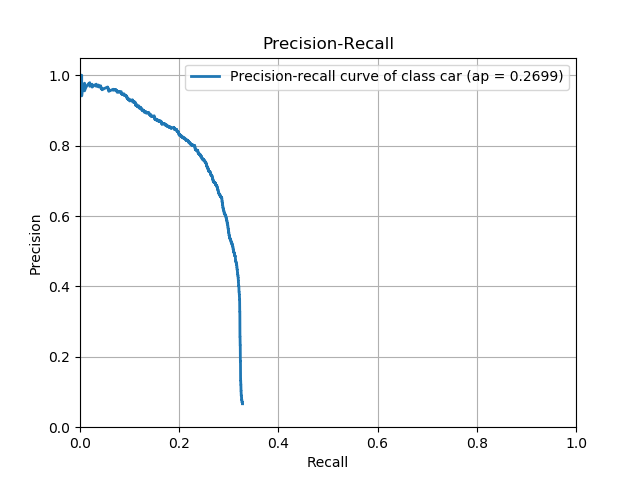 Precision-Recall
Precision-recall curve of class car (ap = 0.2699)
1.0
0.8
0.6
0.4
0.2
0.0
Precision
0.0 0.2 0.4 0.6 0.8 1.0
Recall